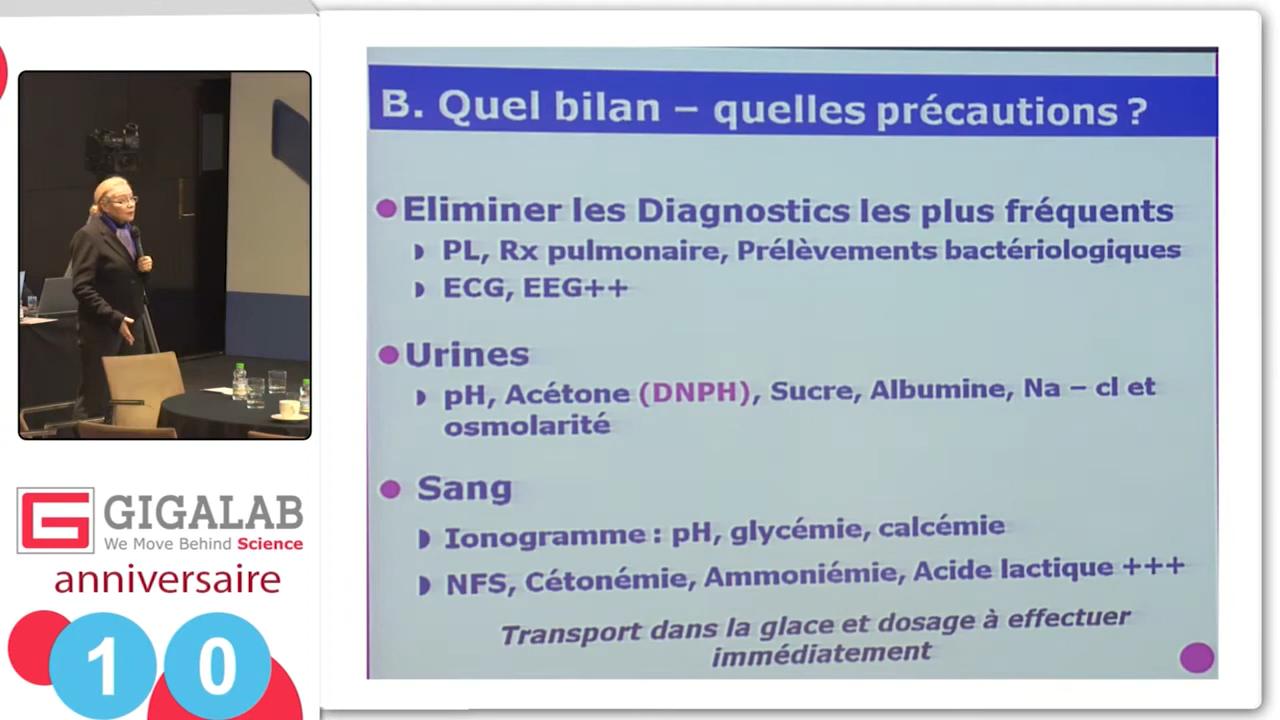 B. Quel bilan – quelles précautions ?
Eliminer les Diagnostics les plus fréquents
PL, Rx pulmonaire, Prélèvements bactériologiques
ECG, EEG++
Urines
pH, Acétone (DNPH), Sucre, Albumine, Na – cl et
osmolarité
Sang
Ionogramme : pH, glycémie, calcémie
NFS, Cétonémie, Ammoniémie, Acide lactique +++
Transport dans la glace et dosage à effectuer
immédiatement
G GIGALAB
We Move Behind Science
anniversaire
10